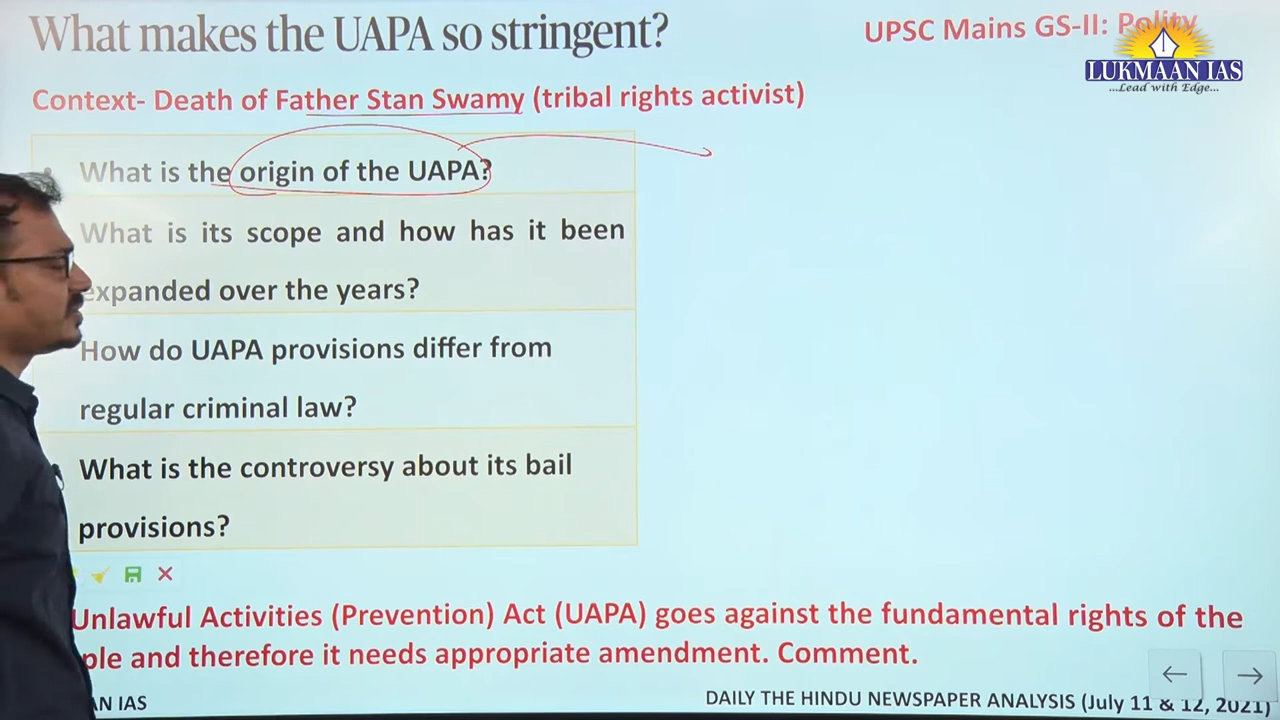 What makes the UAPA so stringent?
UPSC Mains GS-II: Polity
LUKMAAN IAS
...Lead with Edge...
Context- Death of Father Stan Swamy (tribal rights activist)
What is the origin of the UAPA?
What is its scope and how has it been
expanded over the years?
How do UAPA provisions differ from
regular criminal law?
What is the controversy about its bail
provisions?
Unlawful Activities (Prevention) Act (UAPA) goes against the fundamental rights of the
ple and therefore it needs appropriate amendment. Comment.
AN IAS
DAILY THE HINDU NEWSPAPER ANALYSIS (July 11 & 12, 2021)